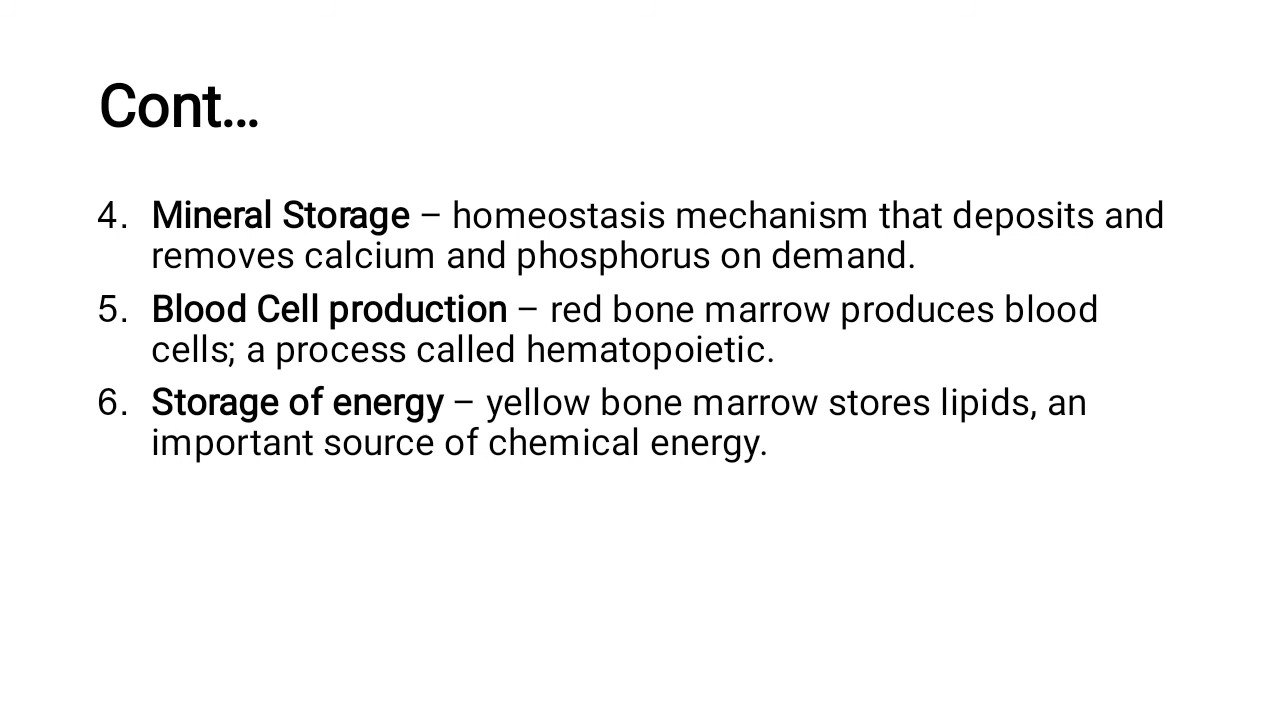 Cont...
4. Mineral Storage – homeostasis mechanism that deposits and
removes calcium and phosphorus on demand.
5. Blood Cell production – red bone marrow produces blood
cells; a process called hematopoietic.
6. Storage of energy – yellow bone marrow stores lipids, an
important source of chemical energy.